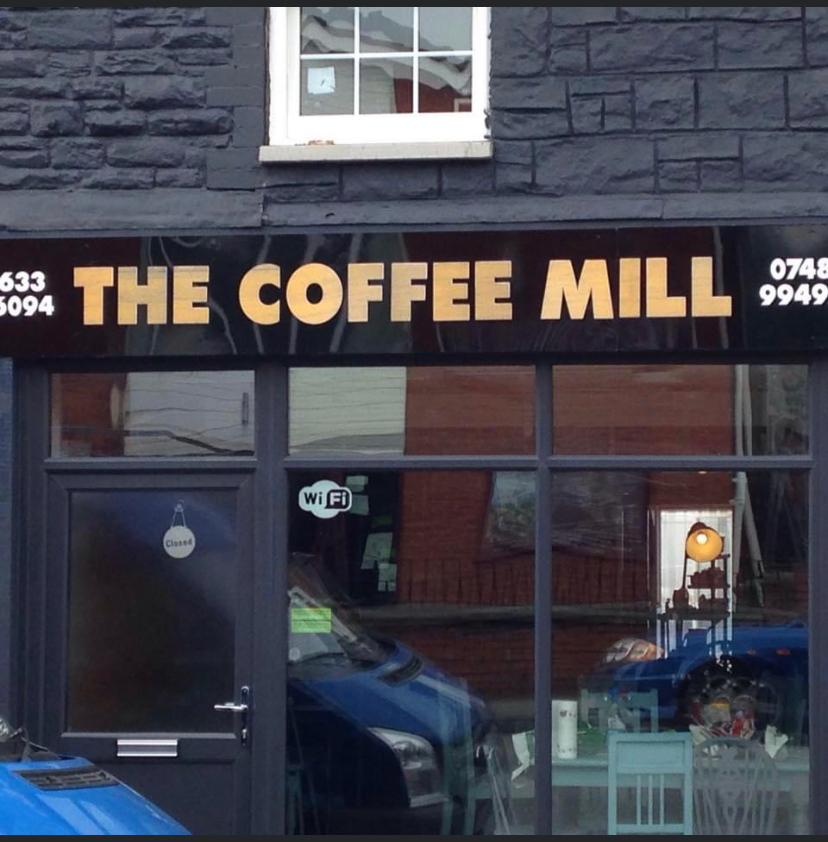 633
6094
THE COFFEE MILL
0748
9949
WiFi
Closed